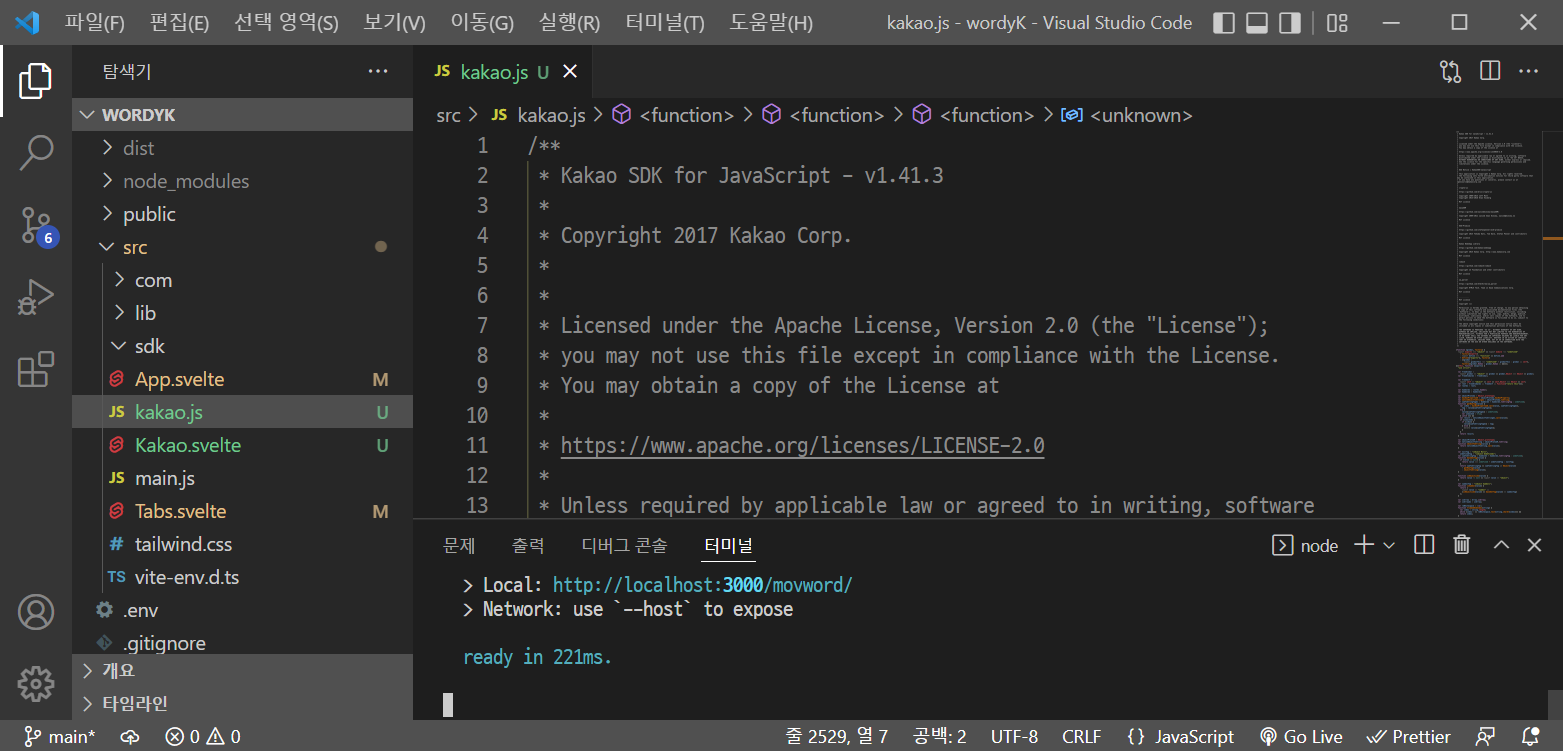 파일(F) 편집(E) 선택 영역(S) 보기(V) 이동(G) 실행(R) 터미널(T) 도움말(H) kakao.js - wordyK - Visual Studio Code
탐색기
WORDYK
dist
node_modules
public
src
com
lib
sdk
App.svelte M
JS kakao.js U
Kakao.svelte U
JS main.js
Tabs.svelte M
# tailwind.css
TS vite-env.d.ts
.env
.gitignore
개요
타임라인
6
JS kakao.js U
src > JS kakao.js > <function> > <function> > <function> > <unknown>
1 /**
2 * Kakao SDK for JavaScript - v1.41.3
3 *
4 * Copyright 2017 Kakao Corp.
5 *
6 *
7 * Licensed under the Apache License, Version 2.0 (the "License");
8 * you may not use this file except in compliance with the License.
9 * You may obtain a copy of the License at
10 *
11 * https://www.apache.org/licenses/LICENSE-2.0
12 *
13 * Unless required by applicable law or agreed to in writing, software
문제 출력 디버그 콘솔 터미널 node
> Local: http://localhost:3000/movword/
> Network: use `--host` to expose
ready in 221ms.
main* 0 0 줄 2529, 열 7 공백: 2 UTF-8 CRLF {} JavaScript Go Live Prettier